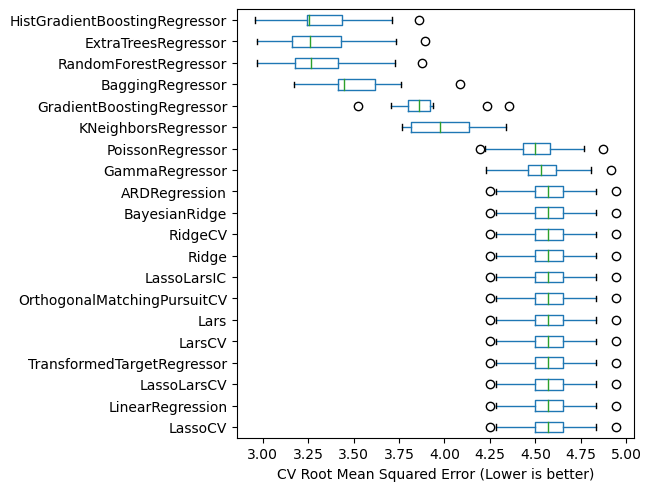 HistGradientBoostingRegressor
ExtraTreesRegressor
RandomForestRegressor
BaggingRegressor
GradientBoostingRegressor
KNeighborsRegressor
PoissonRegressor
GammaRegressor
ARDRegression
BayesianRidge
RidgeCV
Ridge
LassoLarsIC
OrthogonalMatchingPursuitCV
Lars
LarsCV
TransformedTargetRegressor
LassoLarsCV
LinearRegression
LassoCV
3.00 3.25 3.50 3.75 4.00 4.25 4.50 4.75 5.00
CV Root Mean Squared Error (Lower is better)